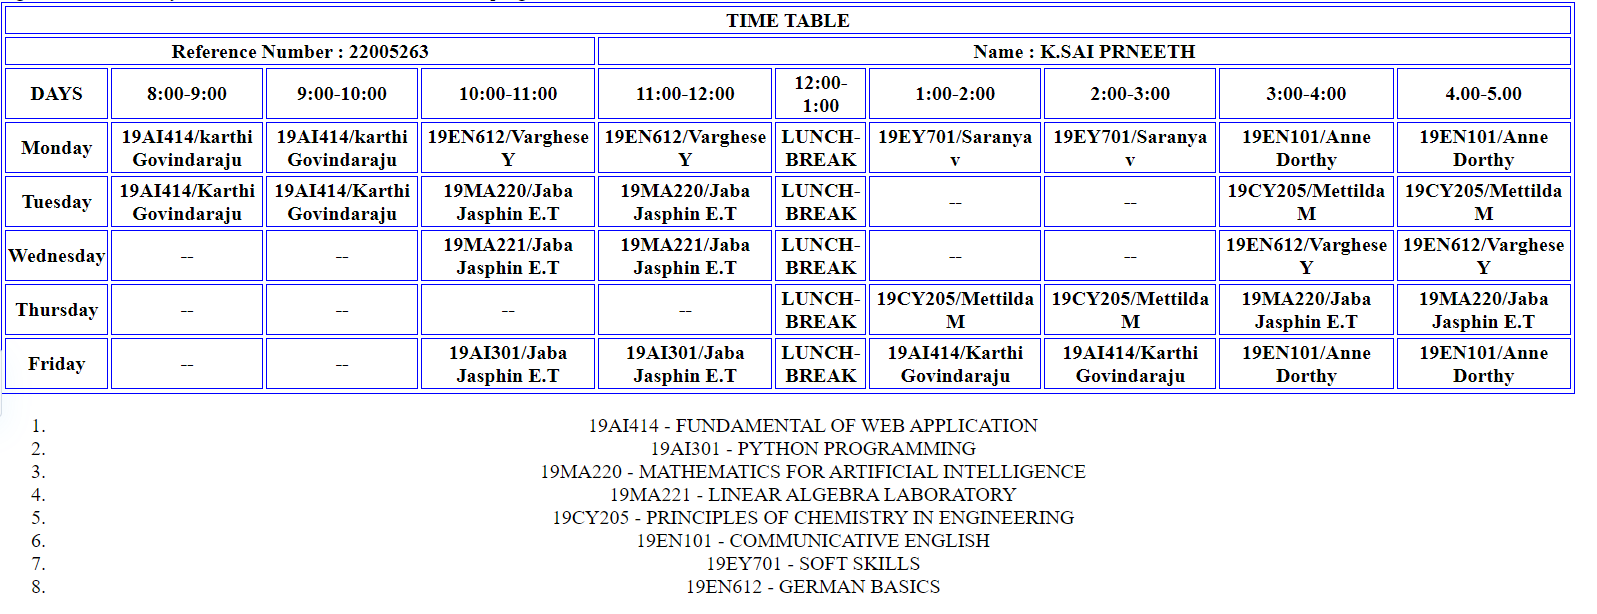 TIME TABLE
Reference Number : 22005263 Name : K.SAI PRNEETH
DAYS 8:00-9:00 9:00-10:00 10:00-11:00 11:00-12:00 12:00-1:00 1:00-2:00 2:00-3:00 3:00-4:00 4.00-5.00
Monday 19AI414/karthi Govindaraju 19AI414/karthi Govindaraju 19EN612/Varghese Y 19EN612/Varghese Y LUNCH-BREAK 19EY701/Saranya v 19EY701/Saranya v 19EN101/Anne Dorthy 19EN101/Anne Dorthy
Tuesday 19AI414/Karthi Govindaraju 19AI414/Karthi Govindaraju 19MA220/Jaba Jasphin E.T 19MA220/Jaba Jasphin E.T LUNCH-BREAK -- -- 19CY205/Mettilda M 19CY205/Mettilda M
Wednesday -- -- 19MA221/Jaba Jasphin E.T 19MA221/Jaba Jasphin E.T LUNCH-BREAK -- -- 19EN612/Varghese Y 19EN612/Varghese Y
Thursday -- -- -- -- LUNCH-BREAK 19CY205/Mettilda M 19CY205/Mettilda M 19MA220/Jaba Jasphin E.T 19MA220/Jaba Jasphin E.T
Friday -- -- 19AI301/Jaba Jasphin E.T 19AI301/Jaba Jasphin E.T LUNCH-BREAK 19AI414/Karthi Govindaraju 19AI414/Karthi Govindaraju 19EN101/Anne Dorthy 19EN101/Anne Dorthy
1. 19AI414 - FUNDAMENTAL OF WEB APPLICATION
2. 19AI301 - PYTHON PROGRAMMING
3. 19MA220 - MATHEMATICS FOR ARTIFICIAL INTELLIGENCE
4. 19MA221 - LINEAR ALGEBRA LABORATORY
5. 19CY205 - PRINCIPLES OF CHEMISTRY IN ENGINEERING
6. 19EN101 - COMMUNICATIVE ENGLISH
7. 19EY701 - SOFT SKILLS
8. 19EN612 - GERMAN BASICS